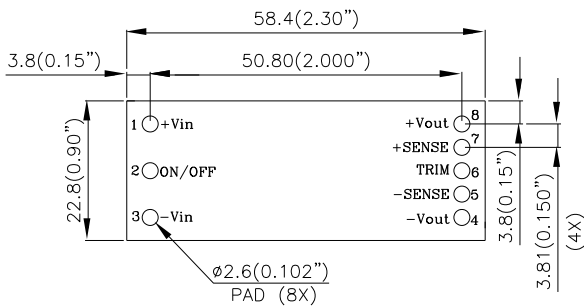 58.4(2.30")
3.8(0.15")
50.80(2.000")
1 +Vin
+Vout 8
+SENSE 7
2 ON/OFF
TRIM 6
-SENSE 5
3 -Vin
-Vout 4
22.8(0.90")
3.8(0.15")
3.81(0.150")
(4X)
ø2.6(0.102")
PAD (8X)